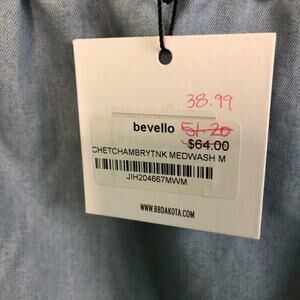 38.99
51.20
bevello
$64.00
CHETCHAMBRYTNK MEDWASH M
JIH204667MWM
WWW.BBDAKOTA.COM